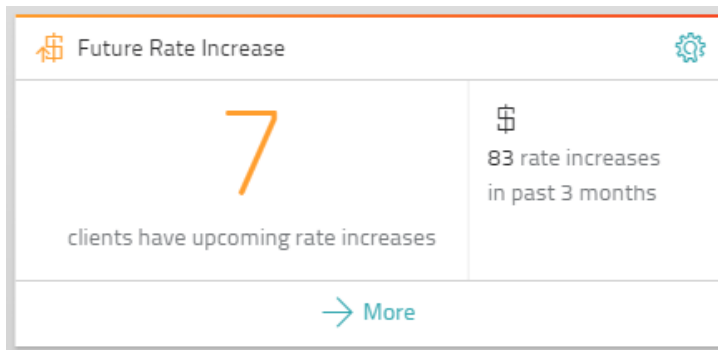 Future Rate Increase
7
clients have upcoming rate increases
$
83 rate increases
in past 3 months
More